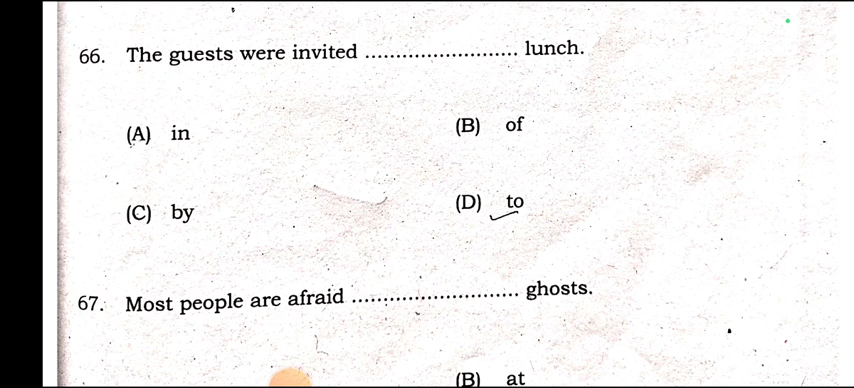 66. The guests were invited ........................ lunch.
(A) in (B) of
(C) by (D) to
67. Most people are afraid .......................... ghosts.
(B) at